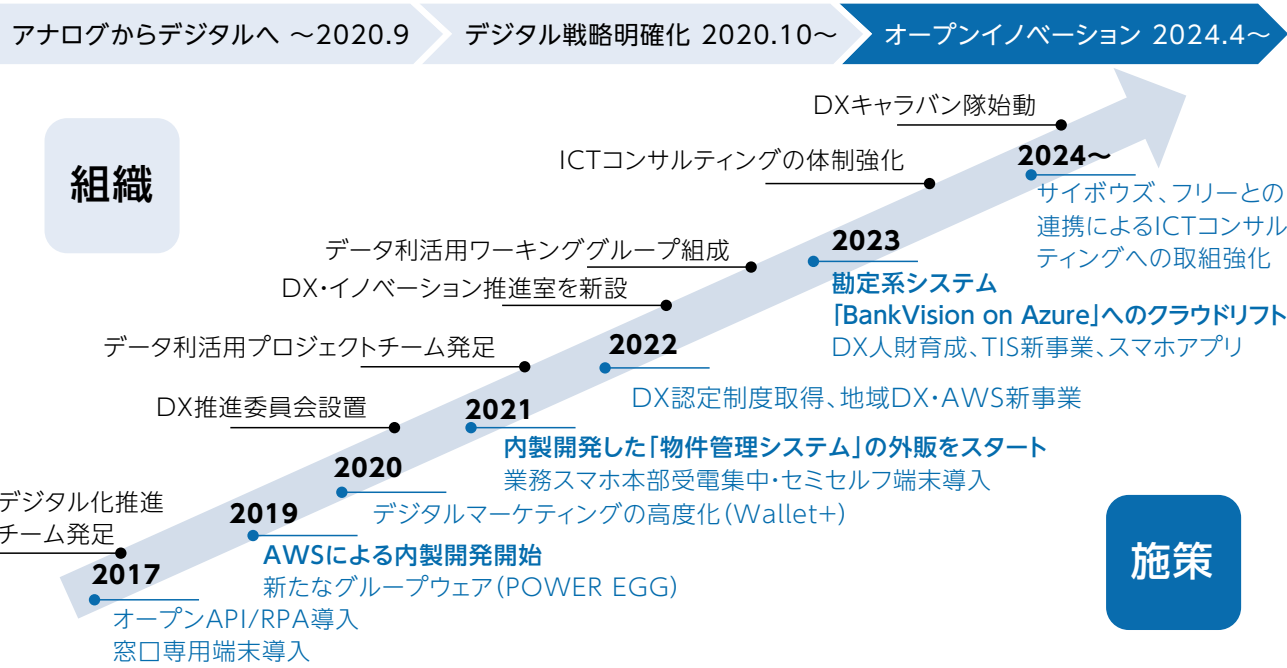 アナログからデジタルへ ～2020.9
デジタル戦略明確化 2020.10～
オープンイノベーション 2024.4～
組織
DXキャラバン隊始動
ICTコンサルティングの体制強化
データ利活用ワーキンググループ組成
DX・イノベーション推進室を新設
データ利活用プロジェクトチーム発足
DX推進委員会設置
デジタル化推進
チーム発足
2017
オープンAPI/RPA導入
窓口専用端末導入
2019
AWSによる内製開発開始
新たなグループウェア（POWER EGG）
2020
デジタルマーケティングの高度化（Wallet+）
2021
内製開発した「物件管理システム」の外販をスタート
業務スマホ本部受電集中・セミセルフ端末導入
2022
DX認定制度取得、地域DX・AWS新事業
2023
勘定系システム
「BankVision on Azure」へのクラウドリフト
DX人財育成、TIS新事業、スマホアプリ
2024～
サイボウズ、フリーとの
連携によるICTコンサル
ティングへの取組強化
施策